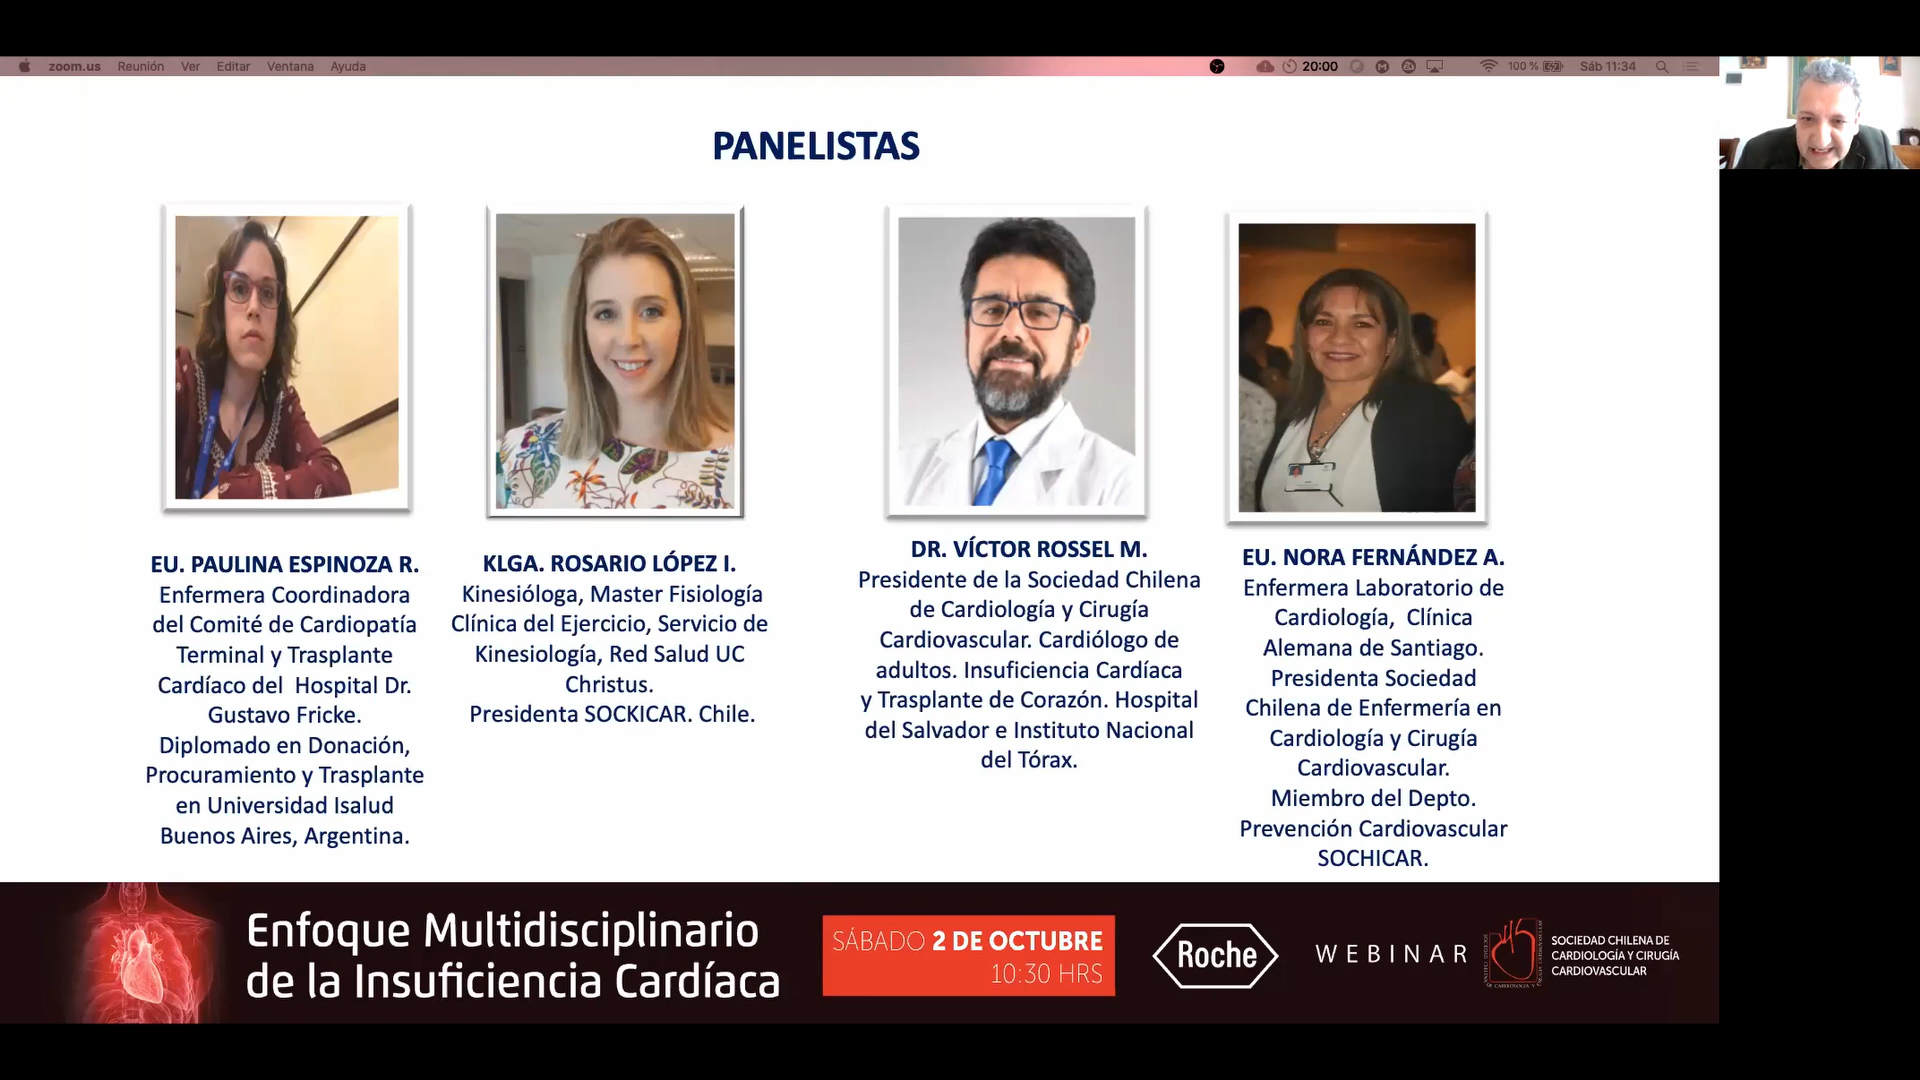 zoom.us Reunión Ver Editar Ventana Ayuda
20:00 100 % Sáb 11:34
PANELISTAS
EU. PAULINA ESPINOZA R.
Enfermera Coordinadora
del Comité de Cardiopatía
Terminal y Trasplante
Cardíaco del Hospital Dr.
Gustavo Fricke.
Diplomado en Donación,
Procuramiento y Trasplante
en Universidad Isalud
Buenos Aires, Argentina.
KLGA. ROSARIO LÓPEZ I.
Kinesióloga, Master Fisiología
Clínica del Ejercicio, Servicio de
Kinesiología, Red Salud UC
Christus.
Presidenta SOCKICAR. Chile.
DR. VÍCTOR ROSSEL M.
Presidente de la Sociedad Chilena
de Cardiología y Cirugía
Cardiovascular. Cardiólogo de
adultos. Insuficiencia Cardíaca
y Trasplante de Corazón. Hospital
del Salvador e Instituto Nacional
del Tórax.
EU. NORA FERNÁNDEZ A.
Enfermera Laboratorio de
Cardiología, Clínica
Alemana de Santiago.
Presidenta Sociedad
Chilena de Enfermería en
Cardiología y Cirugía
Cardiovascular.
Miembro del Depto.
Prevención Cardiovascular
SOCHICAR.
Enfoque Multidisciplinario
de la Insuficiencia Cardíaca
SÁBADO 2 DE OCTUBRE
10:30 HRS
Roche
WEBINAR
SOCIEDAD CHILENA DE
CARDIOLOGÍA Y CIRUGÍA
CARDIOVASCULAR